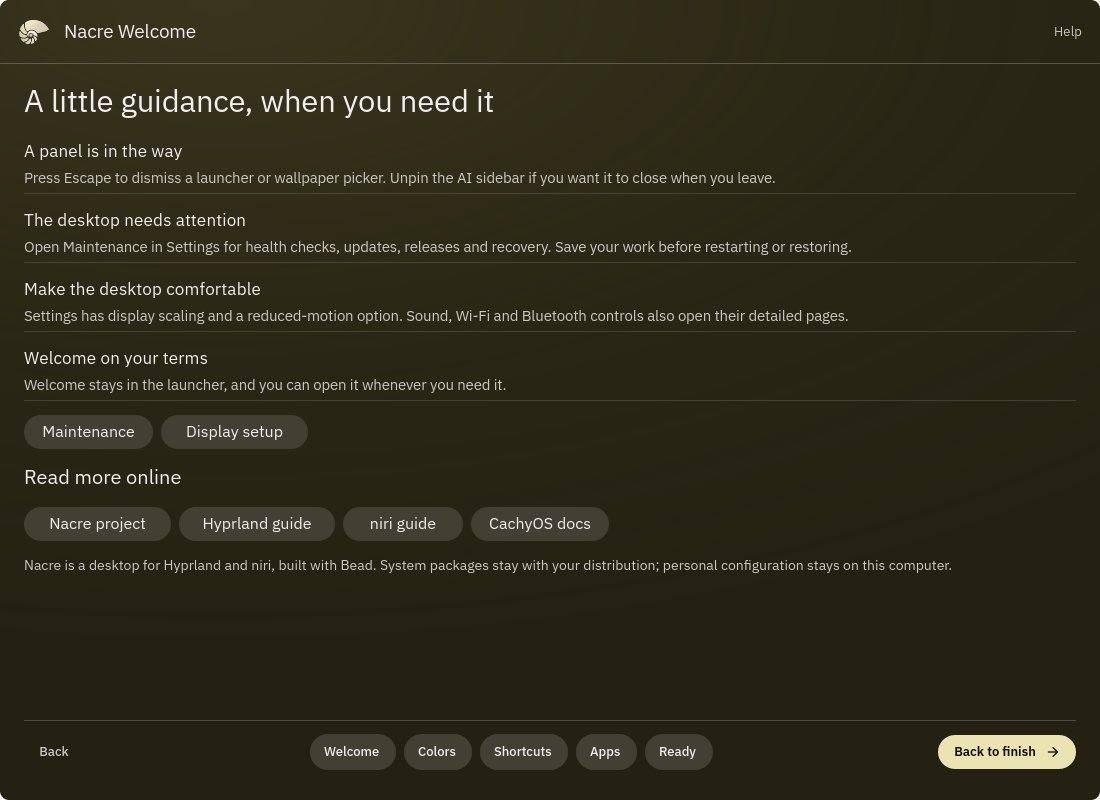 Nacre Welcome
Help
A little guidance, when you need it
A panel is in the way
Press Escape to dismiss a launcher or wallpaper picker. Unpin the AI sidebar if you want it to close when you leave.
The desktop needs attention
Open Maintenance in Settings for health checks, updates, releases and recovery. Save your work before restarting or restoring.
Make the desktop comfortable
Settings has display scaling and a reduced-motion option. Sound, Wi-Fi and Bluetooth controls also open their detailed pages.
Welcome on your terms
Welcome stays in the launcher, and you can open it whenever you need it.
Maintenance
Display setup
Read more online
Nacre project
Hyprland guide
niri guide
CachyOS docs
Nacre is a desktop for Hyprland and niri, built with Bead. System packages stay with your distribution; personal configuration stays on this computer.
Back
Welcome
Colors
Shortcuts
Apps
Ready
Back to finish